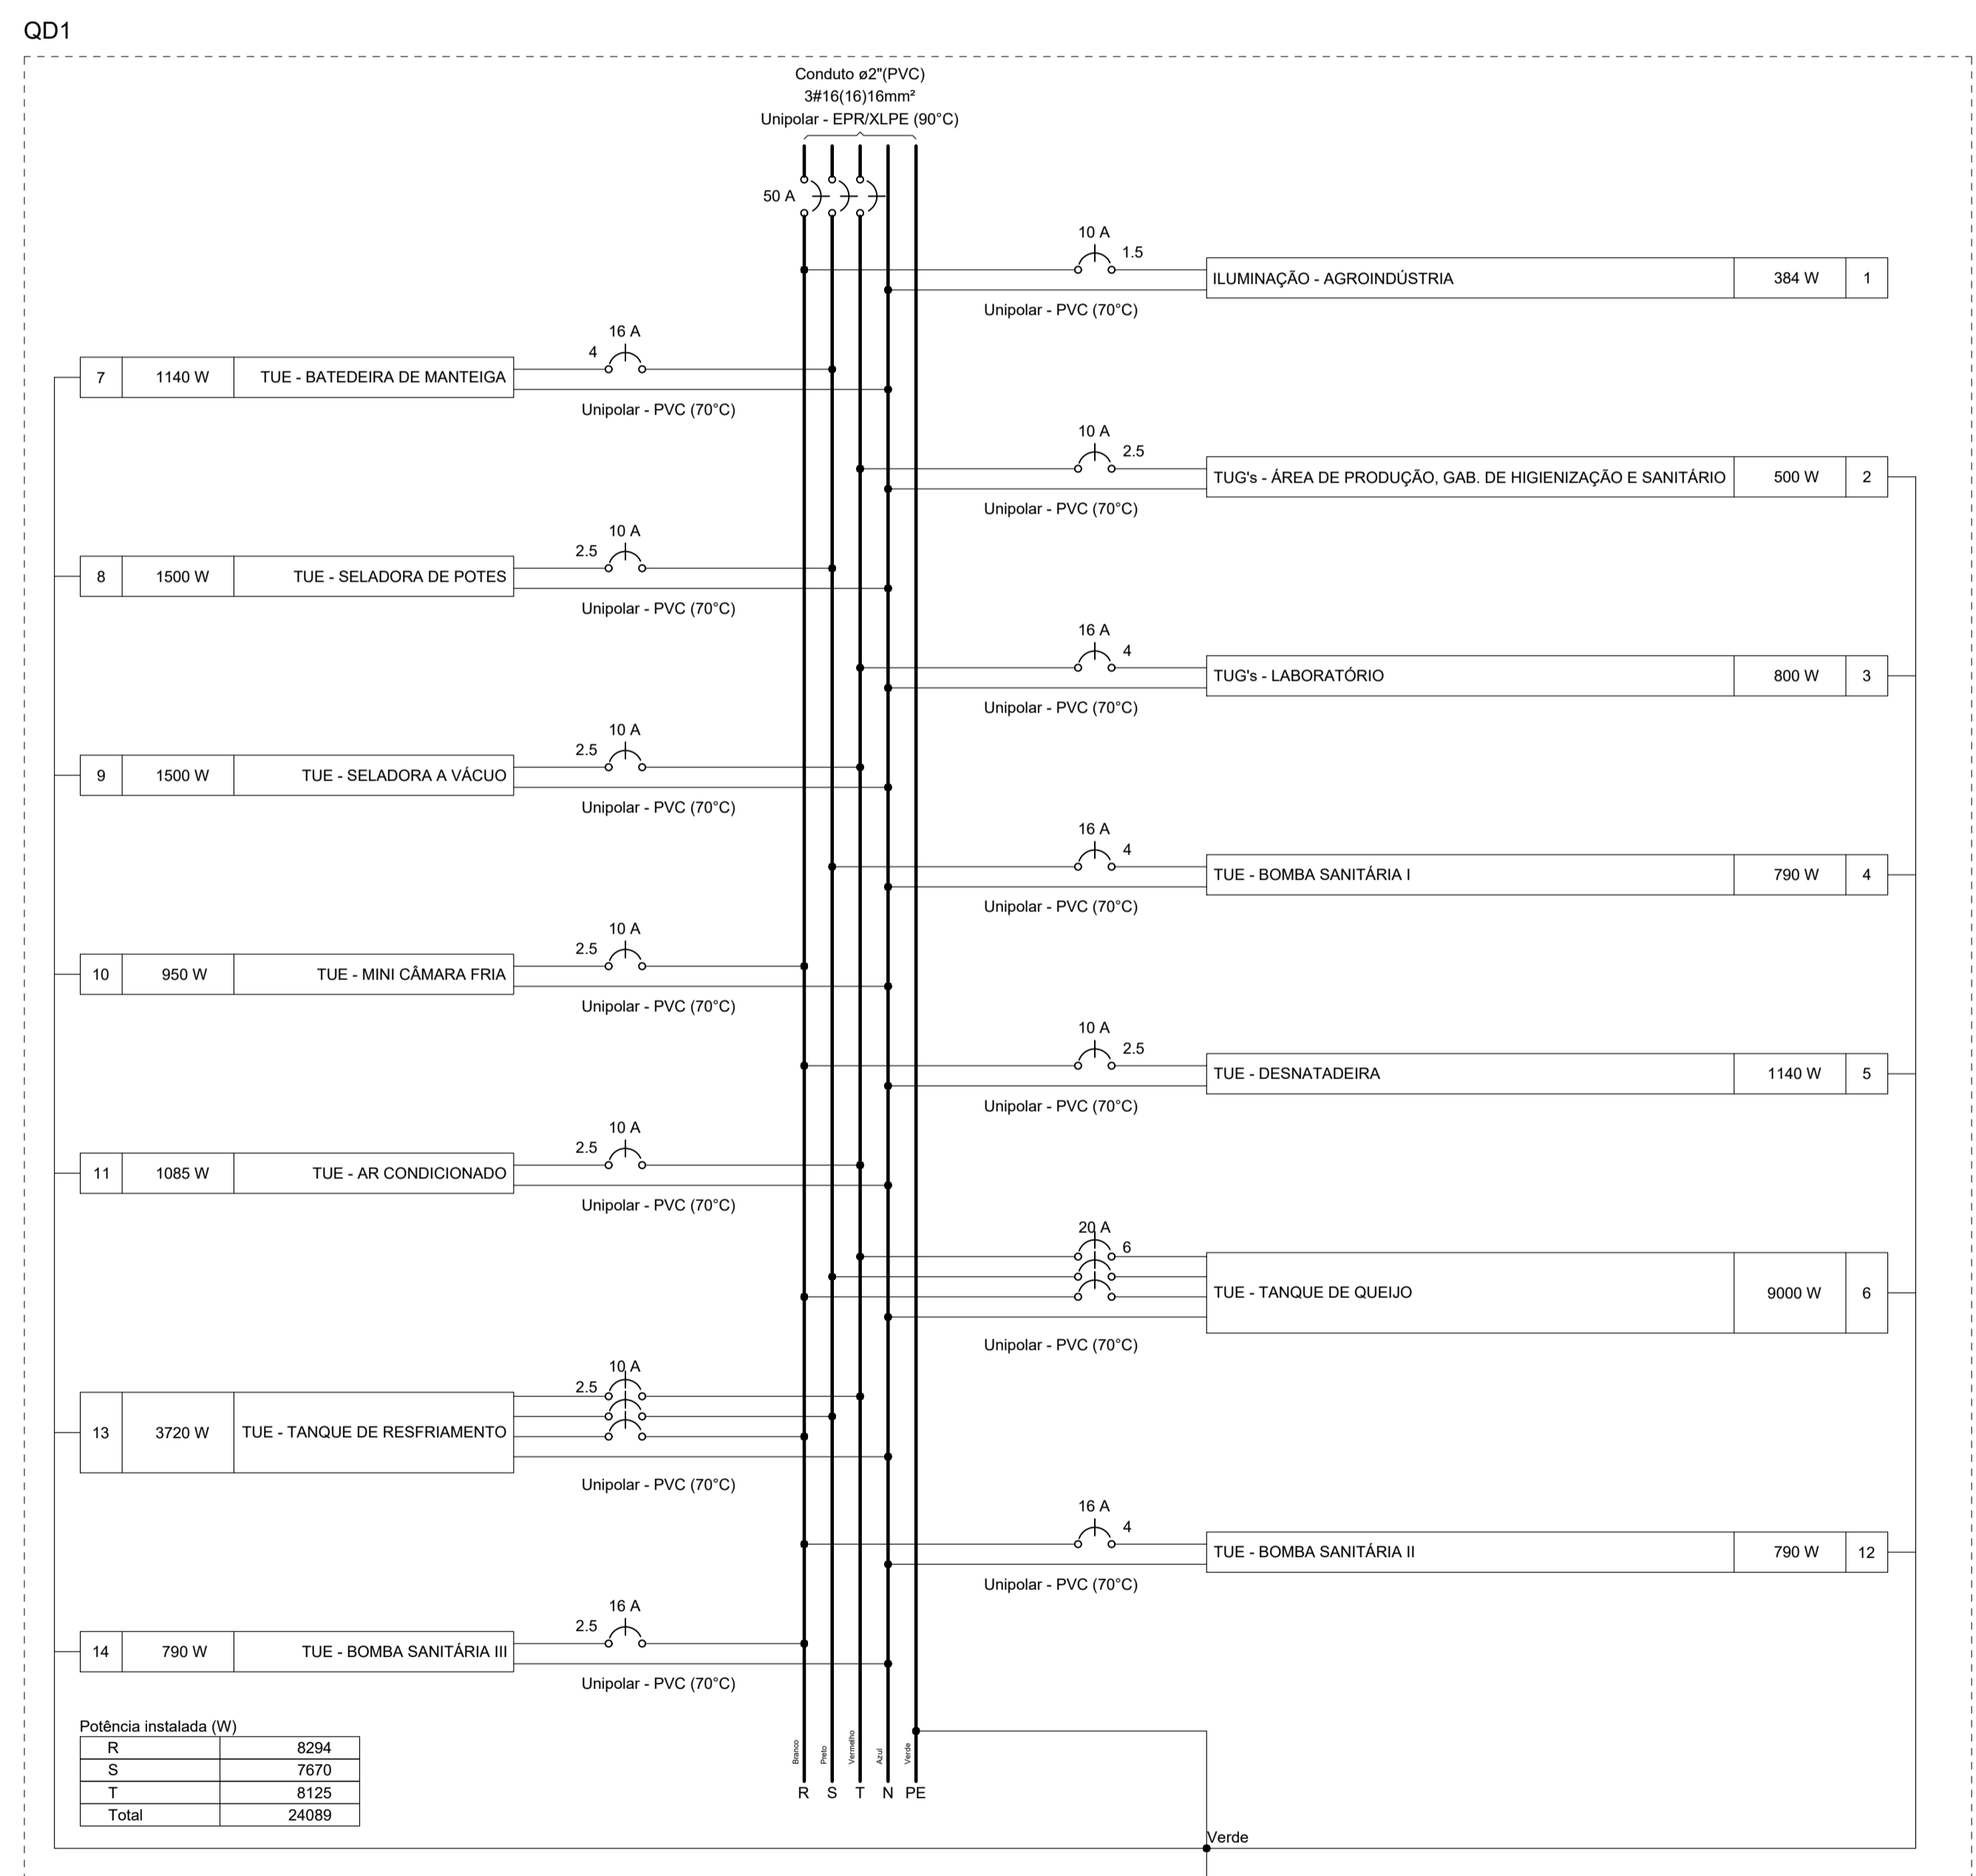 QD1
Conduto ø2"(PVC)
3#16(16)16mm²
Unipolar - EPR/XLPE (90°C)
50 A
10 A
1.5
ILUMINAÇÃO - AGROINDÚSTRIA 384 W 1
Unipolar - PVC (70°C)
16 A
4
7 1140 W TUE - BATEDEIRA DE MANTEIGA
Unipolar - PVC (70°C)
10 A
2.5
TUG's - ÁREA DE PRODUÇÃO, GAB. DE HIGIENIZAÇÃO E SANITÁRIO 500 W 2
Unipolar - PVC (70°C)
10 A
2.5
8 1500 W TUE - SELADORA DE POTES
Unipolar - PVC (70°C)
16 A
4
TUG's - LABORATÓRIO 800 W 3
Unipolar - PVC (70°C)
10 A
2.5
9 1500 W TUE - SELADORA A VÁCUO
Unipolar - PVC (70°C)
16 A
4
TUE - BOMBA SANITÁRIA I 790 W 4
Unipolar - PVC (70°C)
10 A
2.5
10 950 W TUE - MINI CÂMARA FRIA
Unipolar - PVC (70°C)
10 A
2.5
TUE - DESNATADEIRA 1140 W 5
Unipolar - PVC (70°C)
10 A
2.5
11 1085 W TUE - AR CONDICIONADO
Unipolar - PVC (70°C)
20 A
6
TUE - TANQUE DE QUEIJO 9000 W 6
Unipolar - PVC (70°C)
10 A
2.5
13 3720 W TUE - TANQUE DE RESFRIAMENTO
Unipolar - PVC (70°C)
16 A
4
TUE - BOMBA SANITÁRIA II 790 W 12
Unipolar - PVC (70°C)
16 A
2.5
14 790 W TUE - BOMBA SANITÁRIA III
Unipolar - PVC (70°C)
Potência instalada (W)
R 8294
S 7670
T 8125
Total 24089
Branco Preto Vermelho Azul Verde
R S T N PE
Verde